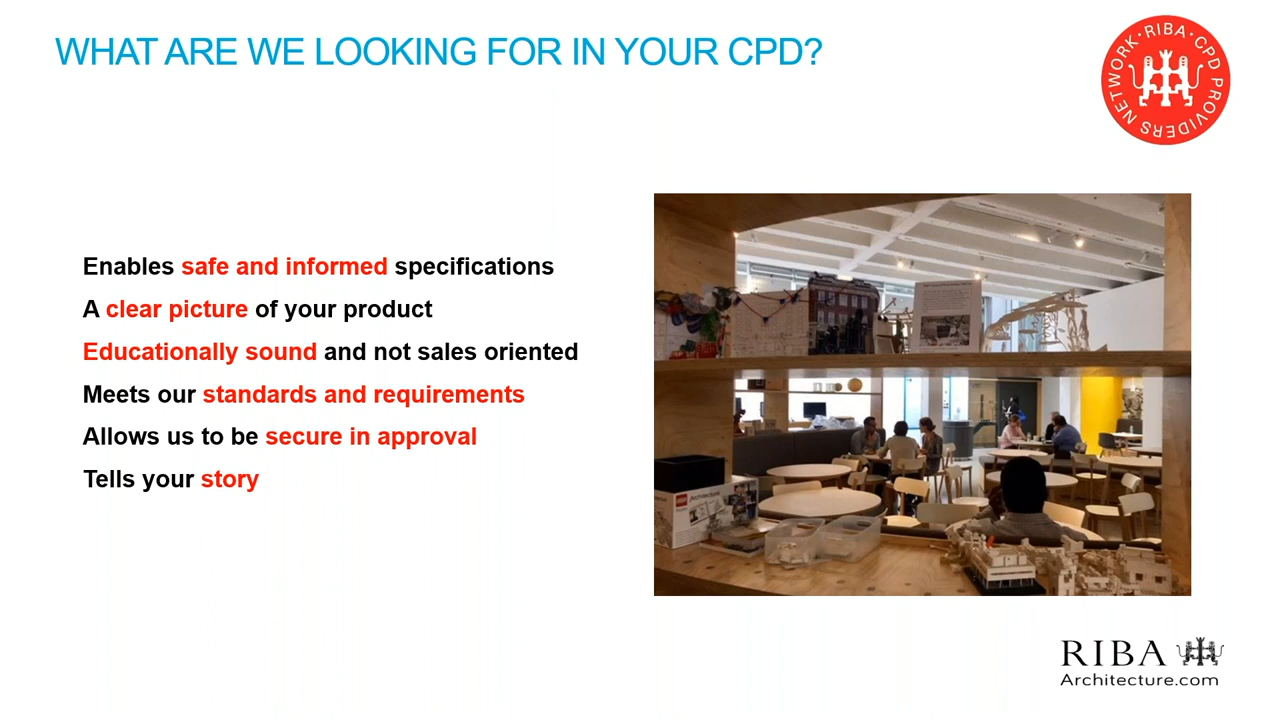 WHAT ARE WE LOOKING FOR IN YOUR CPD?
RIBA · CPD PROVIDERS NETWORK ·
Enables safe and informed specifications
A clear picture of your product
Educationally sound and not sales oriented
Meets our standards and requirements
Allows us to be secure in approval
Tells your story
LEGO Architecture
RIBA
Architecture.com